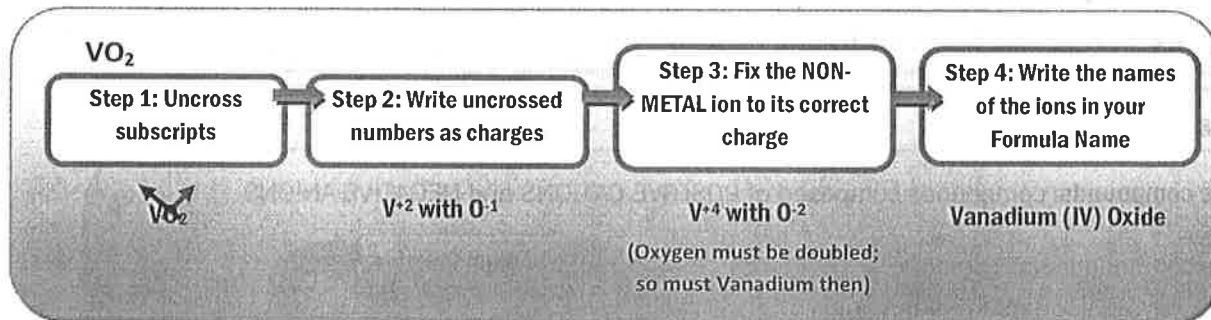 VO₂
Step 1: Uncross
subscripts
Step 2: Write uncrossed
numbers as charges
Step 3: Fix the NON-
METAL ion to its correct
charge
Step 4: Write the names
of the ions in your
Formula Name
VO₂
V⁺² with O⁻¹
V⁺⁴ with O⁻²
(Oxygen must be doubled;
so must Vanadium then)
Vanadium (IV) Oxide